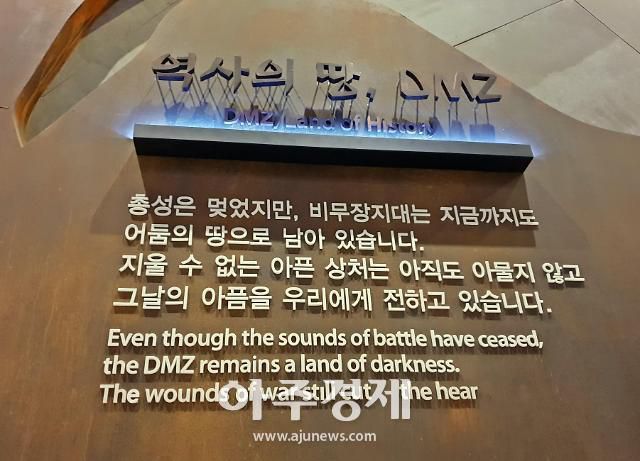 역사의 땅, DMZ
DMZ, Land of History
총성은 멎었지만, 비무장지대는 지금까지도
어둠의 땅으로 남아 있습니다.
지울 수 없는 아픈 상처는 아직도 아물지 않고
그날의 아픔을 우리에게 전하고 있습니다.
Even though the sounds of battle have ceased,
the DMZ remains a land of darkness.
The wounds of war still cut the hear
아주경제
www.ajunews.com